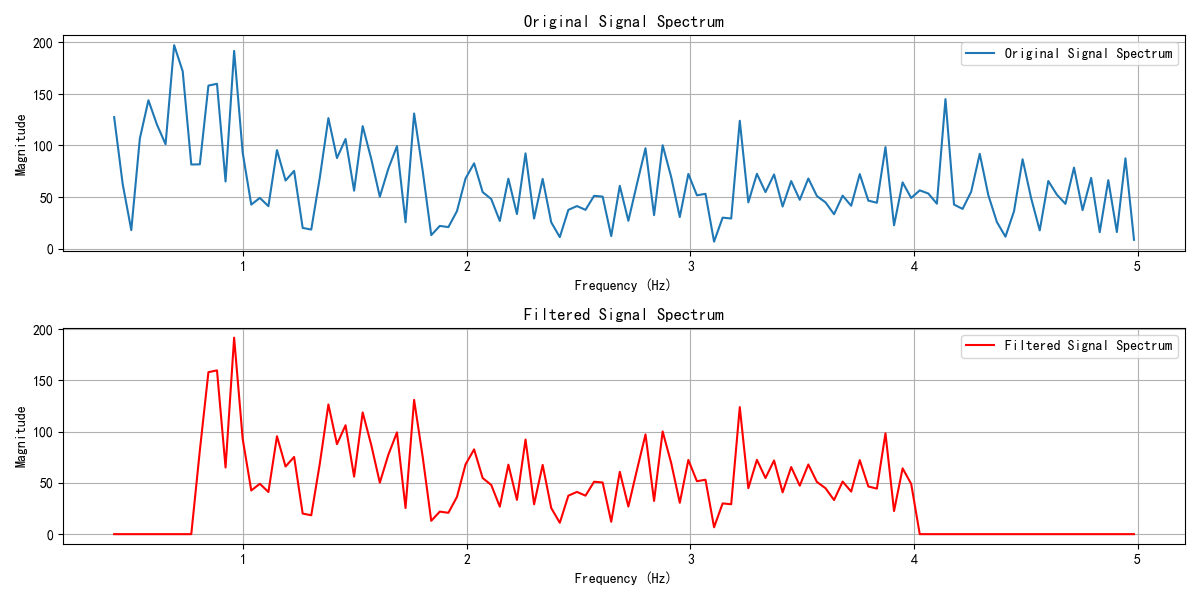 Original Signal Spectrum
200
Original Signal Spectrum
150
100
50
0
Magnitude
1 2 3 4 5
Frequency (Hz)
Filtered Signal Spectrum
200
Filtered Signal Spectrum
150
100
50
0
Magnitude
1 2 3 4 5
Frequency (Hz)